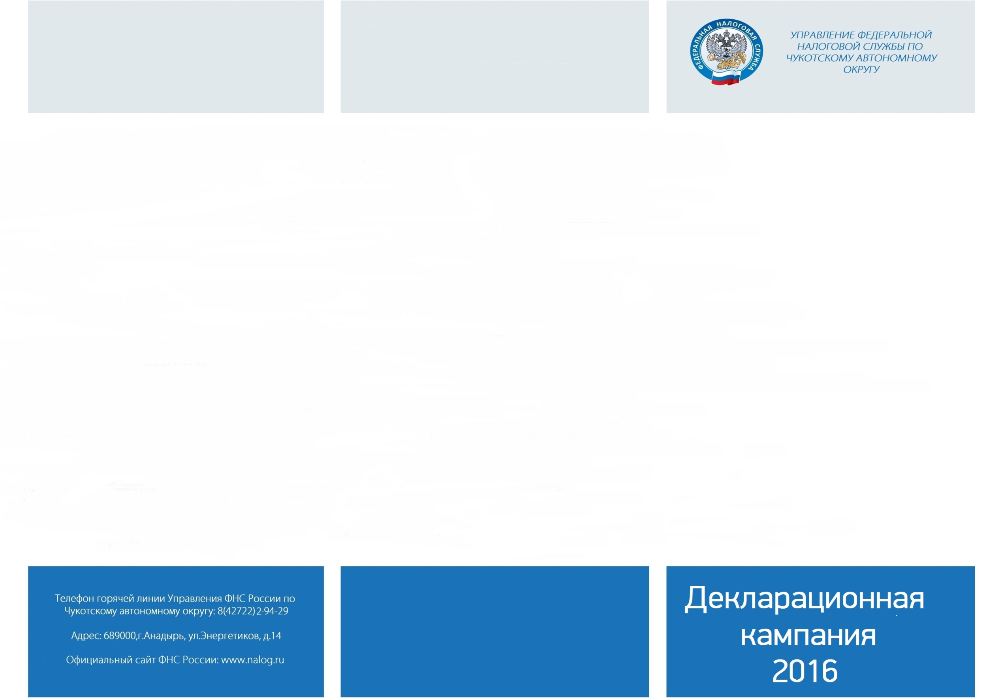 ФЕДЕРАЛЬНАЯ НАЛОГОВАЯ СЛУЖБА
УПРАВЛЕНИЕ ФЕДЕРАЛЬНОЙ
НАЛОГОВОЙ СЛУЖБЫ ПО
ЧУКОТСКОМУ АВТОНОМНОМУ
ОКРУГУ
Телефон горячей линии Управления ФНС России по
Чукотскому автономному округу: 8(42722)2-94-29
Адрес: 689000,г.Анадырь, ул.Энергетиков, д.14
Официальный сайт ФНС России: www.nalog.ru
Декларационная
кампания
2016